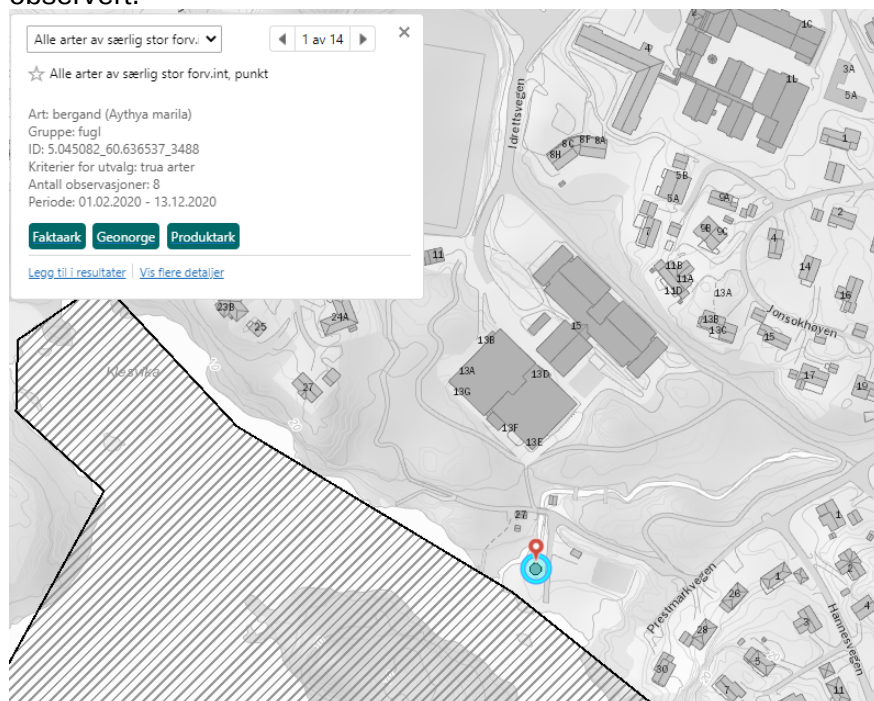 observert.
Alle arter av særlig stor forv.i
1 av 14
Alle arter av særlig stor forv.int, punkt
Art: bergand (Aythya marila)
Gruppe: fugl
ID: 5.045082_60.636537_3488
Kriterier for utvalg: trua arter
Antall observasjoner: 8
Periode: 01.02.2020 - 13.12.2020
Faktaark Geonorge Produktark
Legg til i resultater Vis flere detaljer
Idrettsvegen
1C
4
1L
3A
5A
8C 8F 8A
8H
1
5B
5A
9A
2
7
9B 9C
4
11
11B
11A
11D
14
13A
16
23B
25
24A
15
13B
13C
Jonsokhøyen
15
13B
Klesvika
10
13A
13D
17
19
27
13G
20
13F
13E
27
1
2
Prestmarkvegen
26
1
4
28
3
Hannesvegen
5
30
7
11